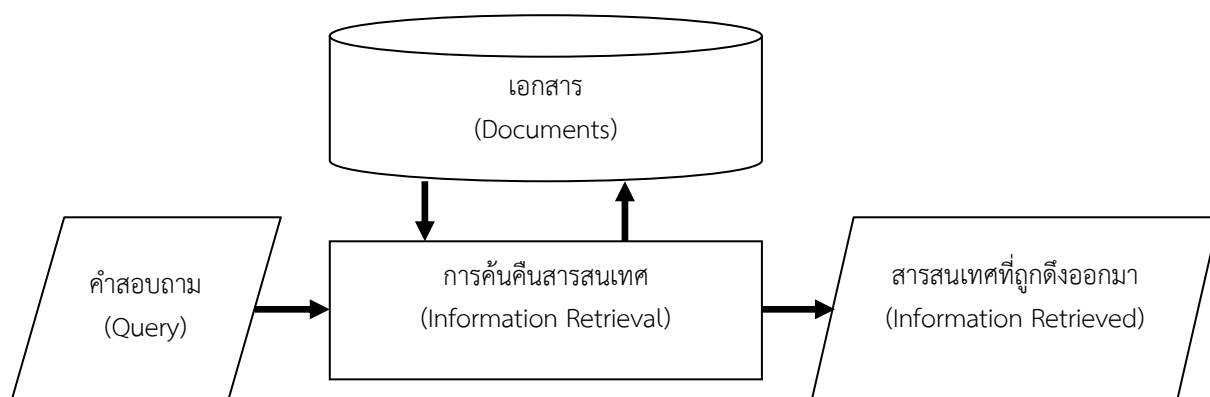 เอกสาร
(Documents)
คำสอบถาม
(Query)
การค้นคืนสารสนเทศ
(Information Retrieval)
สารสนเทศที่ถูกดึงออกมา
(Information Retrieved)